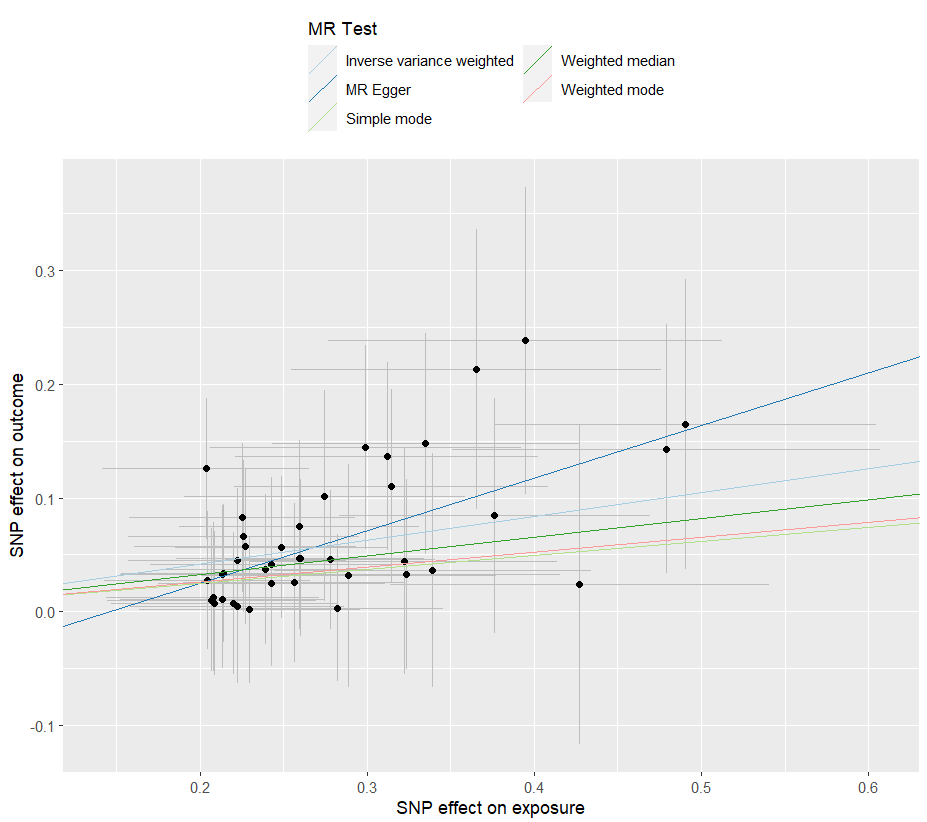 MR Test
Inverse variance weighted
MR Egger
Simple mode
Weighted median
Weighted mode
SNP effect on outcome
0.3
0.2
0.1
0.0
-0.1
0.2 0.3 0.4 0.5 0.6
SNP effect on exposure